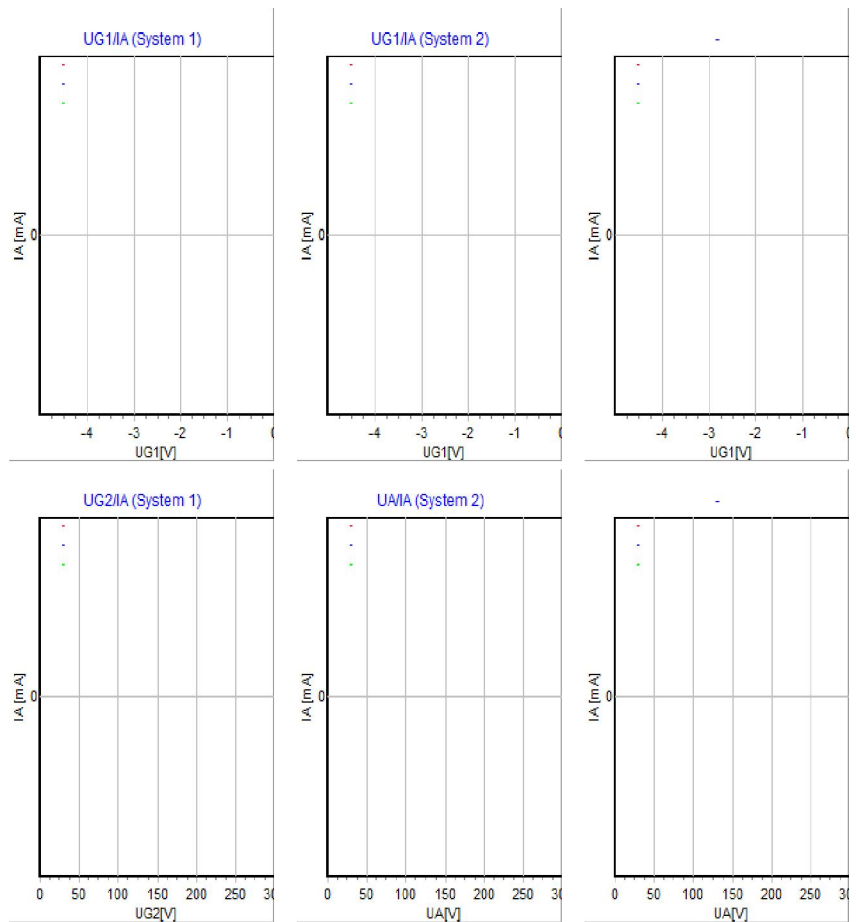 UG1/IA (System 1)
UG1/IA (System 2)
-
IA [mA]
0
IA [mA]
0
IA [mA]
0
-4 -3 -2 -1
-4 -3 -2 -1
-4 -3 -2 -1
UG1[V]
UG1[V]
UG1[V]
UG2/IA (System 1)
UA/IA (System 2)
-
IA [mA]
0
IA [mA]
0
IA [mA]
0
0 50 100 150 200 250
0 50 100 150 200 250
0 50 100 150 200 250
UG2[V]
UA[V]
UA[V]